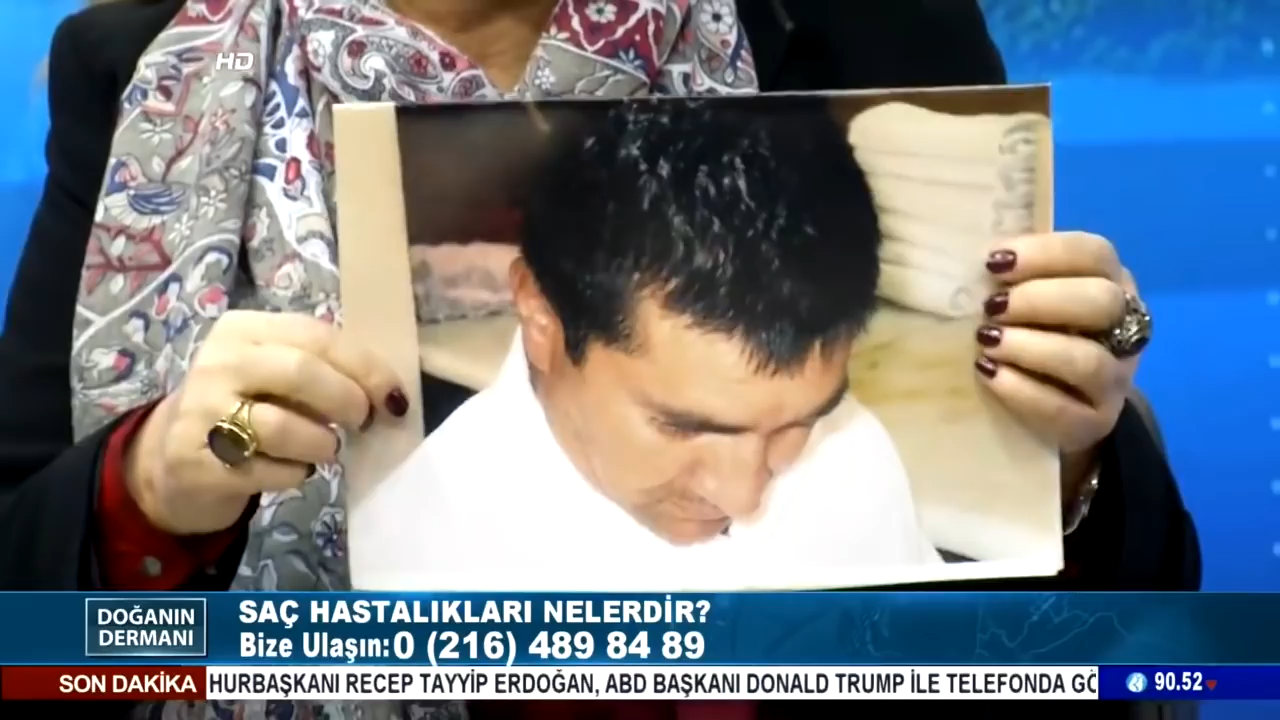 HD
DOĞANIN
DERMANI
SAÇ HASTALIKLARI NELERDİR?
Bize Ulaşın:0 (216) 489 84 89
SON DAKİKA
HURBAŞKANI RECEP TAYYİP ERDOĞAN, ABD BAŞKANI DONALD TRUMP İLE TELEFONDA GÖ
90.52